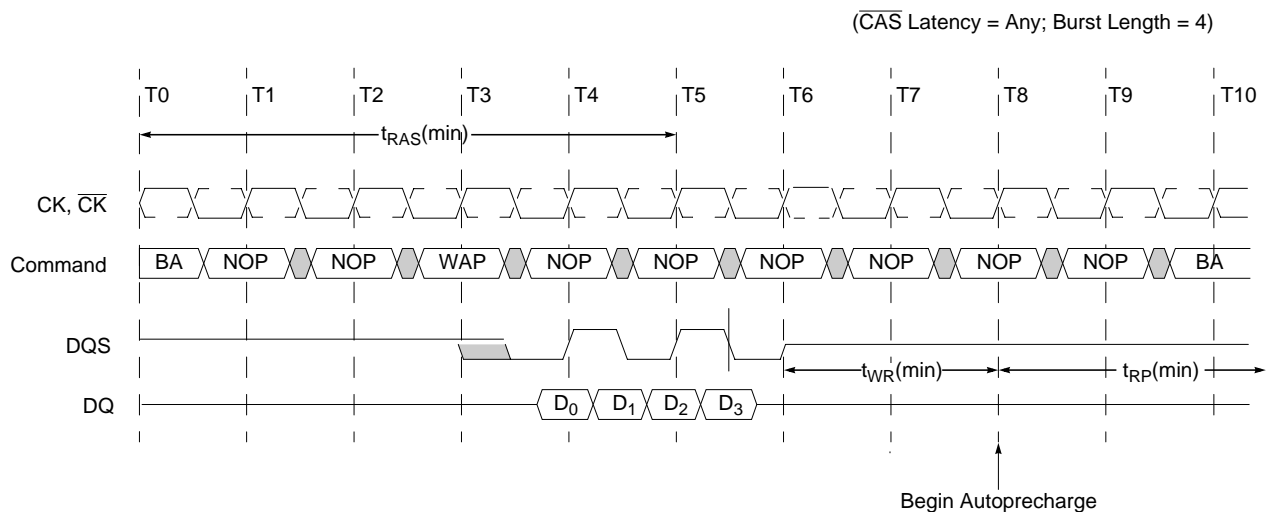 (CAS Latency = Any; Burst Length = 4)
T0 T1 T2 T3 T4 T5 T6 T7 T8 T9 T10
tRAS(min)
CK, CK
Command BA NOP NOP WAP NOP NOP NOP NOP NOP NOP BA
DQS
tWR(min) tRP(min)
DQ D0 D1 D2 D3
Begin Autoprecharge